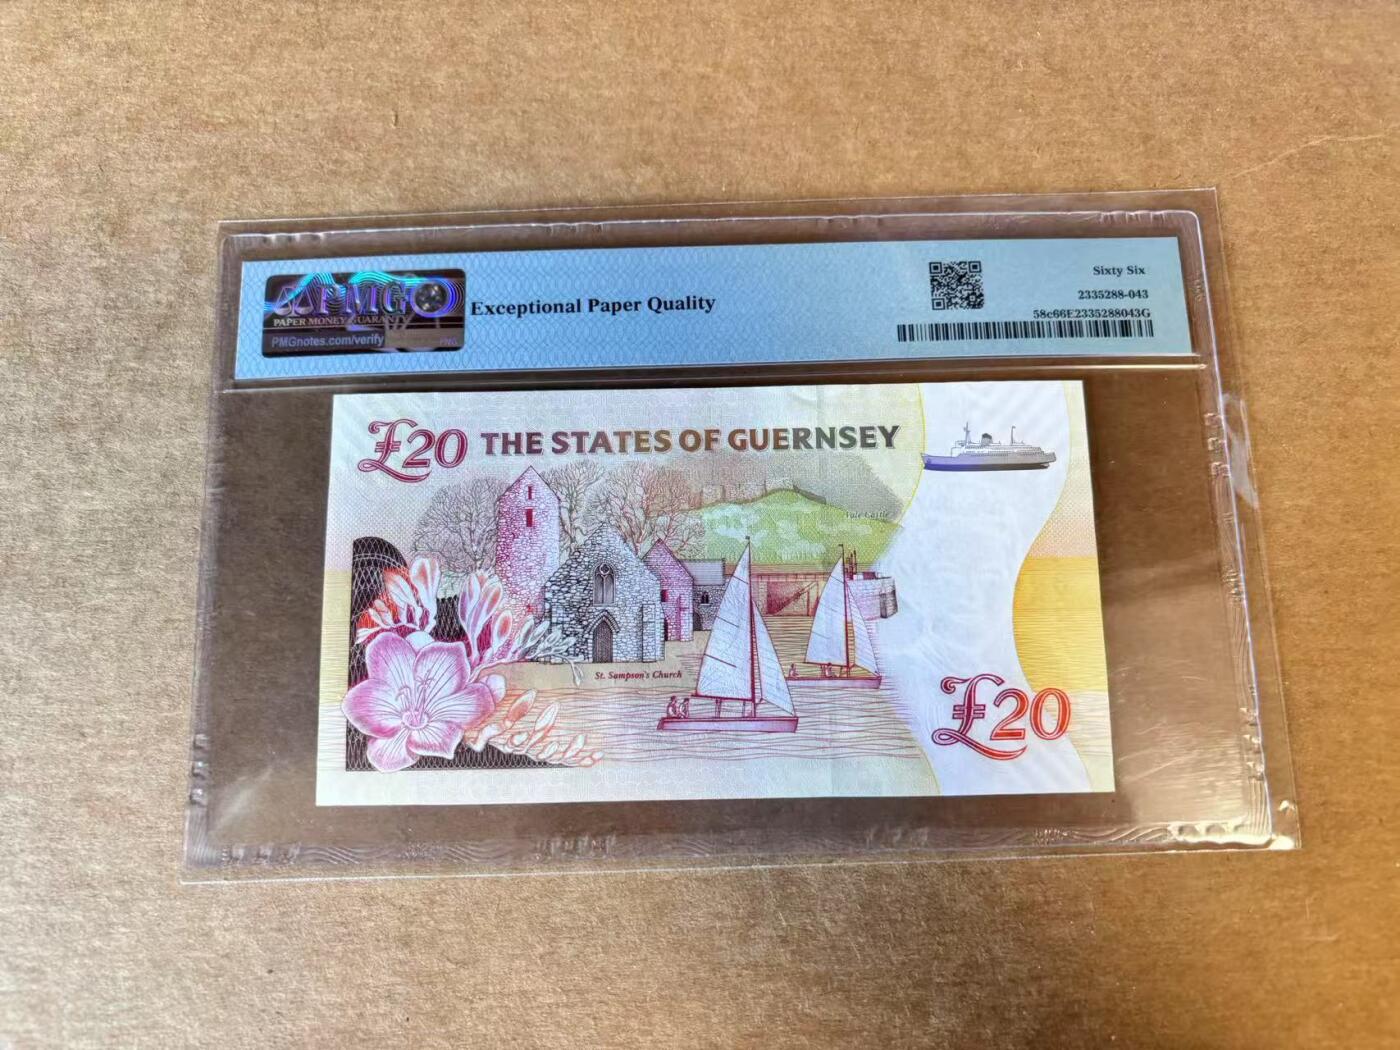 PMG
PAPER MONEY GUARANTY
PMGnotes.com/verify
Exceptional Paper Quality
Sixty Six
2335288-043
58c66E2335288043G
£20 THE STATES OF GUERNSEY
Vale Castle
St. Sampson's Church
£20